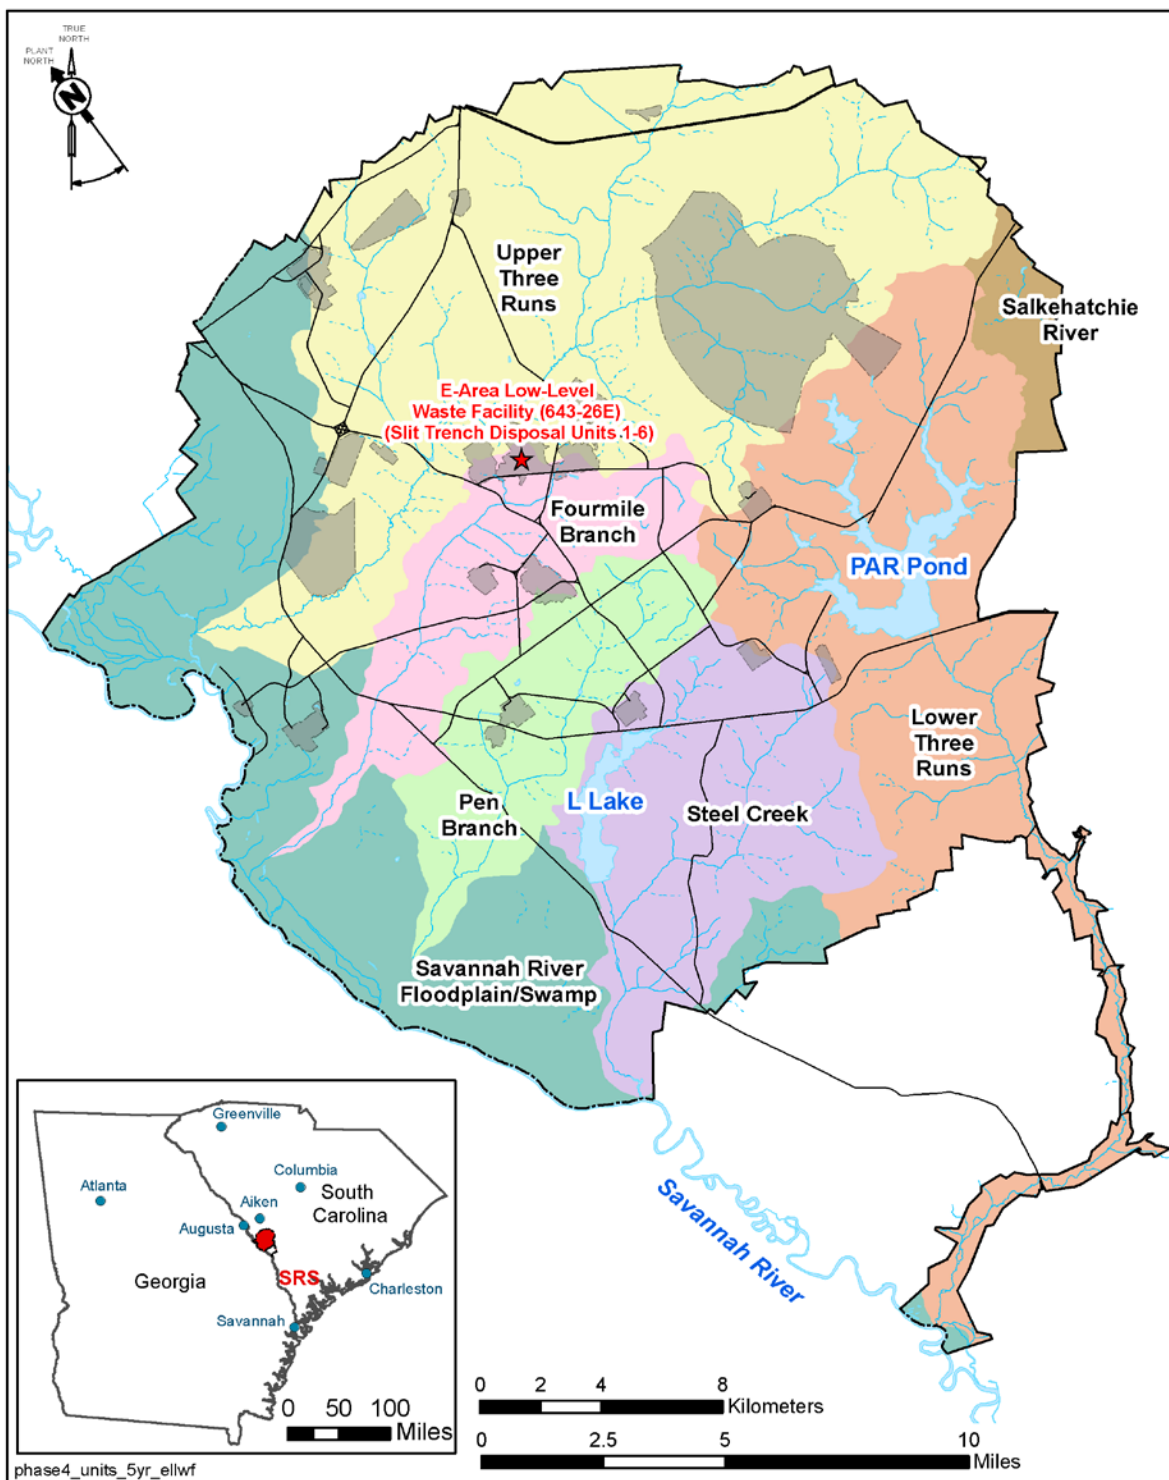 TRUE
NORTH
PLANT
NORTH
N
Upper
Three
Runs
Salkehatchie
River
E-Area Low-Level
Waste Facility (643-26E)
(Slit Trench Disposal Units 1-6)
Fourmile
Branch
PAR Pond
Lower
Three
Runs
Pen
Branch
L Lake
Steel Creek
Savannah River
Floodplain/Swamp
Savannah River
Greenville
Atlanta
Columbia
Aiken
South
Carolina
Augusta
Georgia
SRS
Charleston
Savannah
0 50 100
Miles
0 2 4 8
Kilometers
0 2.5 5 10
Miles
phase4_units_5yr_ellwf